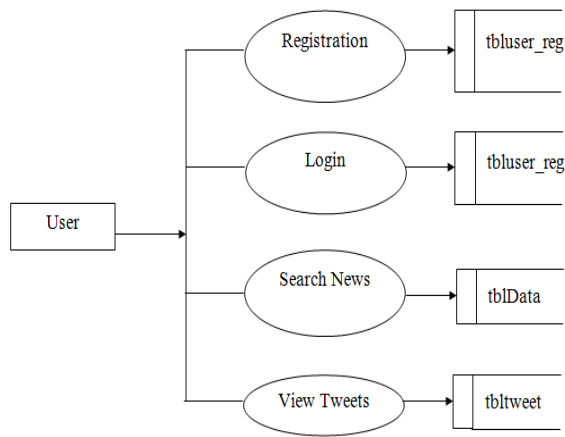 Registration
tbluser_reg
Login
tbluser_reg
User
Search News
tblData
View Tweets
tbltweet